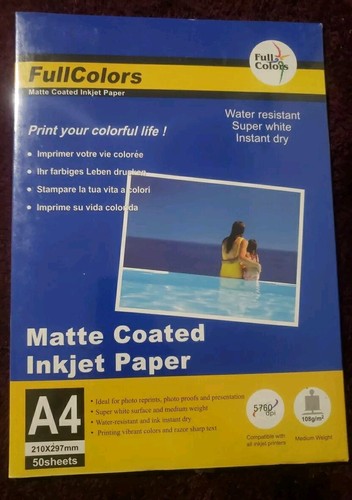 Full
Colors
FullColors
Matte Coated Inkjet Paper
Water resistant
Super white
Instant dry
Print your colorful life !
• Imprimer votre vie colorée
• Ihr farbiges Leben drucken
• Stampare la tua vita a colori
• Imprime su vida colorida
Matte Coated
Inkjet Paper
A4
210X297mm
50sheets
• Ideal for photo reprints, photo proofs and presentation
• Super white surface and medium weight
• Water-resistant and ink instant dry
• Printing vibrant colors and razor sharp text
5760
dpi
Compatible with
all inkjet printers
108g/m²
Medium Weight